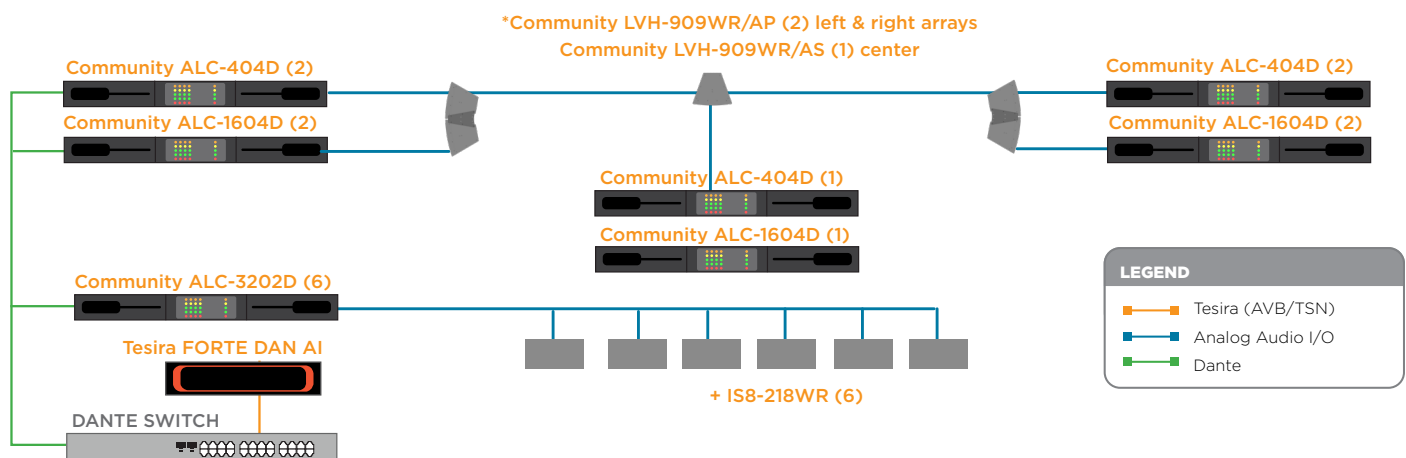 *Community LVH-909WR/AP (2) left & right arrays
Community LVH-909WR/AS (1) center
Community ALC-404D (2)
Community ALC-1604D (2)
Community ALC-404D (2)
Community ALC-1604D (2)
Community ALC-404D (1)
Community ALC-1604D (1)
Community ALC-3202D (6)
Tesira FORTE DAN AI
DANTE SWITCH
+ IS8-218WR (6)
LEGEND
Tesira (AVB/TSN)
Analog Audio I/O
Dante